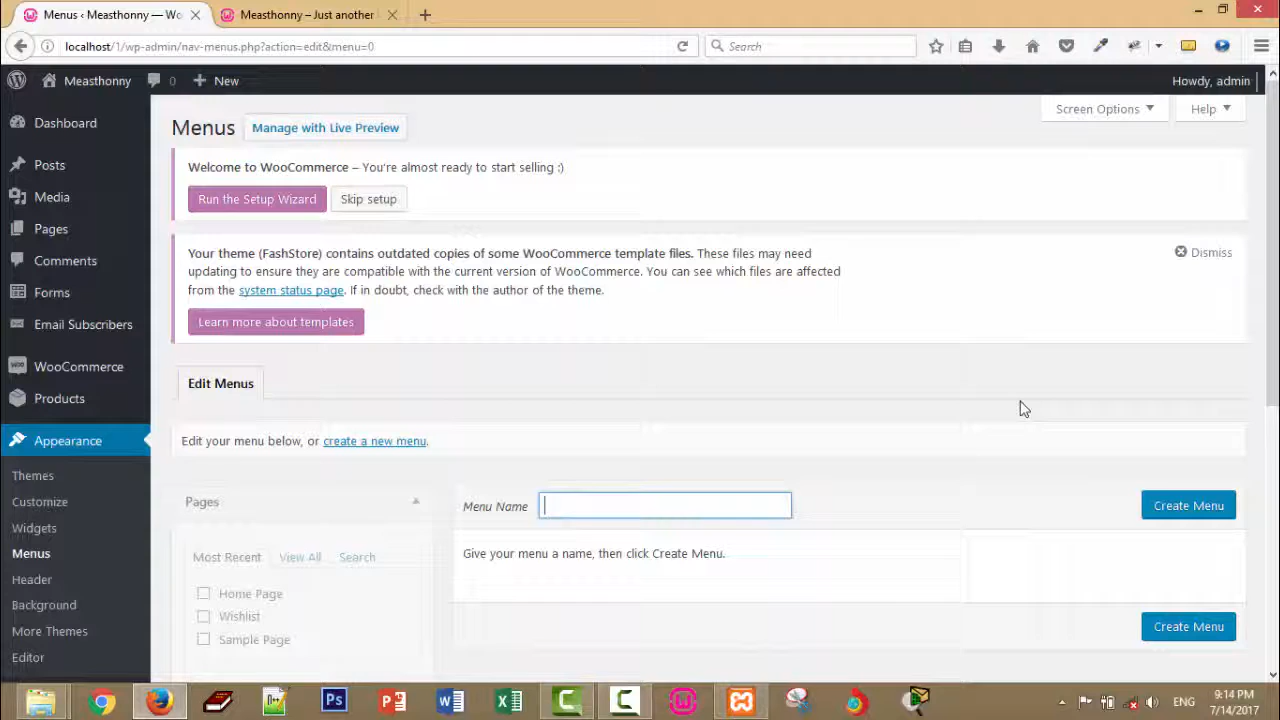 Menus ‹ Measthonny — Wo
Measthonny – Just another
localhost/1/wp-admin/nav-menus.php?action=edit&menu=0
Search
Measthonny
0
New
Howdy, admin
Screen Options
Help
Dashboard
Posts
Media
Pages
Comments
Forms
Email Subscribers
WooCommerce
Products
Appearance
Themes
Customize
Widgets
Menus
Header
Background
More Themes
Editor
Menus
Manage with Live Preview
Welcome to WooCommerce – You're almost ready to start selling :)
Run the Setup Wizard
Skip setup
Your theme (FashStore) contains outdated copies of some WooCommerce template files. These files may need
updating to ensure they are compatible with the current version of WooCommerce. You can see which files are affected
from the system status page. If in doubt, check with the author of the theme.
Dismiss
Learn more about templates
Edit Menus
Edit your menu below, or create a new menu.
Pages
Most Recent
View All
Search
Home Page
Wishlist
Sample Page
Menu Name
Create Menu
Give your menu a name, then click Create Menu.
Create Menu
ENG
9:14 PM
7/14/2017